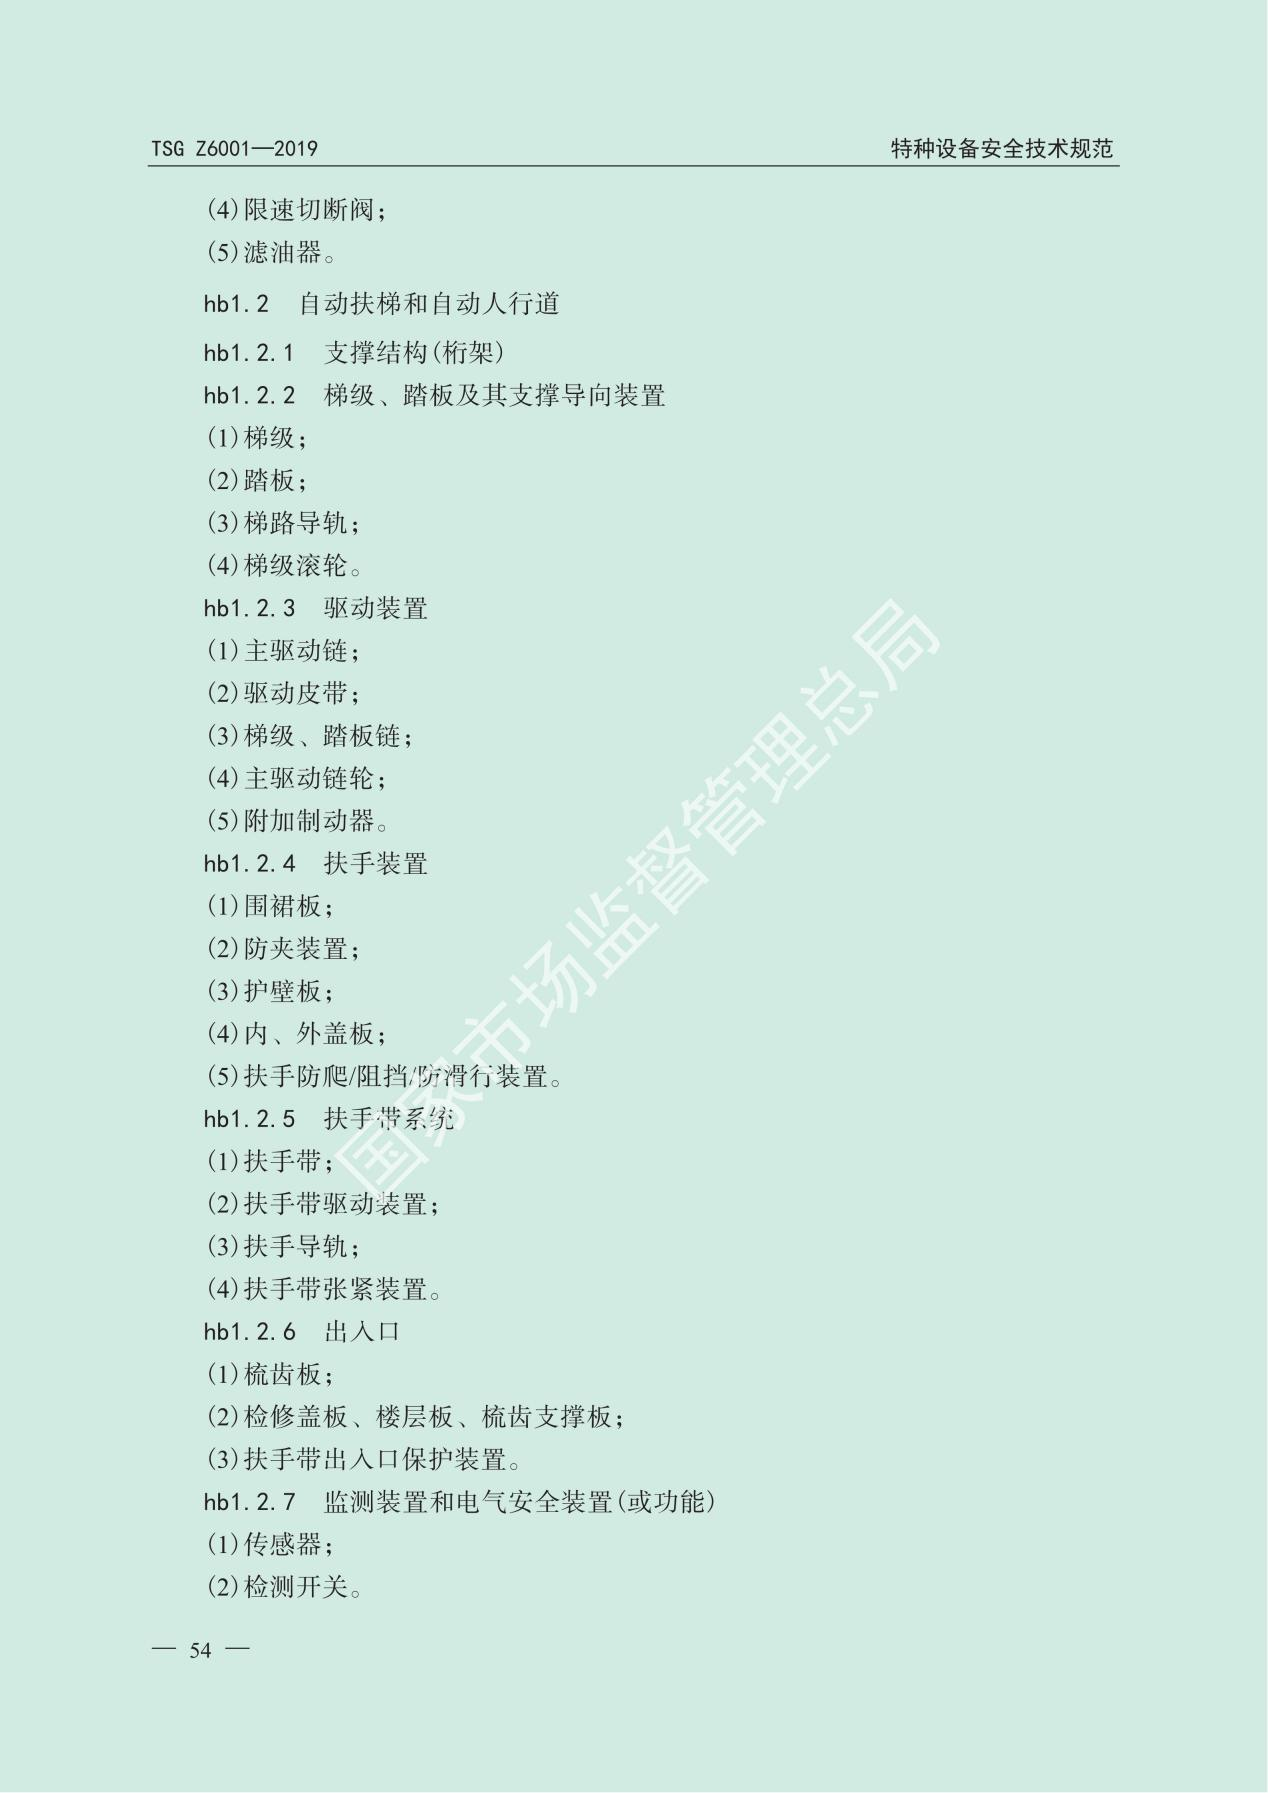 TSG Z6001—2019 特种设备安全技术规范
(4)限速切断阀；
(5)滤油器。
hb1.2 自动扶梯和自动人行道
hb1.2.1 支撑结构(桁架)
hb1.2.2 梯级、踏板及其支撑导向装置
(1)梯级；
(2)踏板；
(3)梯路导轨；
(4)梯级滚轮。
hb1.2.3 驱动装置
(1)主驱动链；
(2)驱动皮带；
(3)梯级、踏板链；
(4)主驱动链轮；
(5)附加制动器。
hb1.2.4 扶手装置
(1)围裙板；
(2)防夹装置；
(3)护壁板；
(4)内、外盖板；
(5)扶手防爬/阻挡/防滑行装置。
hb1.2.5 扶手带系统
(1)扶手带；
(2)扶手带驱动装置；
(3)扶手导轨；
(4)扶手带张紧装置。
hb1.2.6 出入口
(1)梳齿板；
(2)检修盖板、楼层板、梳齿支撑板；
(3)扶手带出入口保护装置。
hb1.2.7 监测装置和电气安全装置(或功能)
(1)传感器；
(2)检测开关。
— 54 —
国家市场监督管理总局